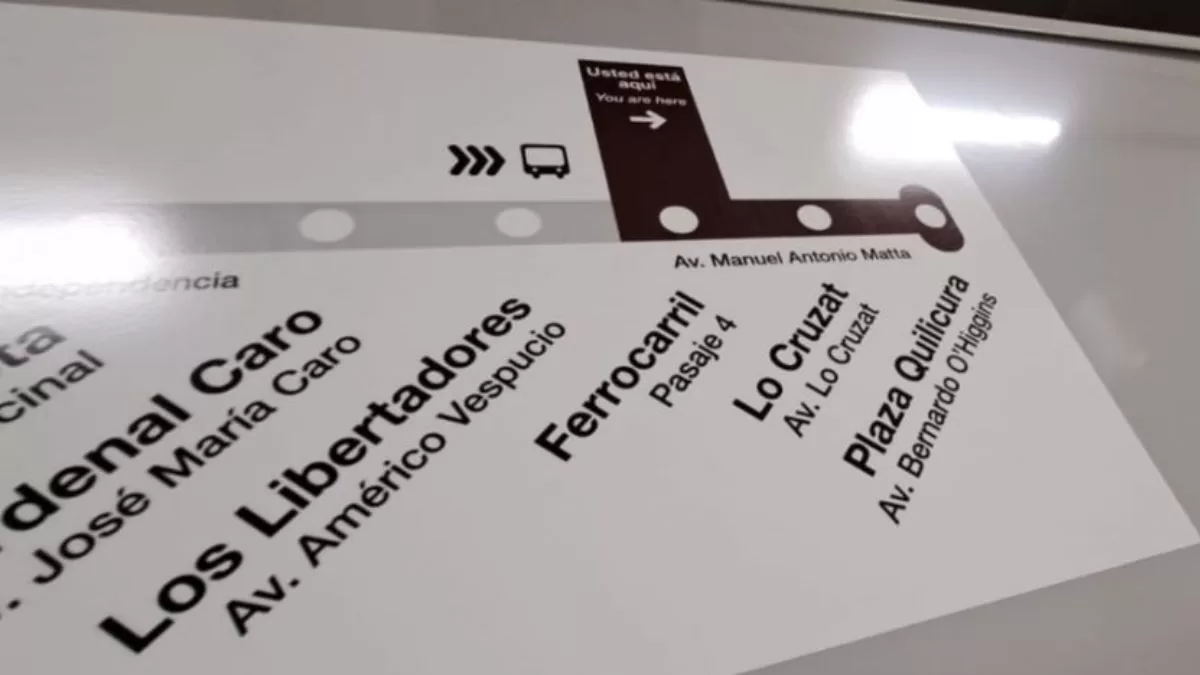 Usted está
aquí
You are here
Av. Manuel Antonio Matta
José María Caro
Los Libertadores
Av. Américo Vespucio
Ferrocarril
Pasaje 4
Lo Cruzat
Av. Lo Cruzat
Plaza Quilicura
Av. Bernardo O'Higgins
Caro